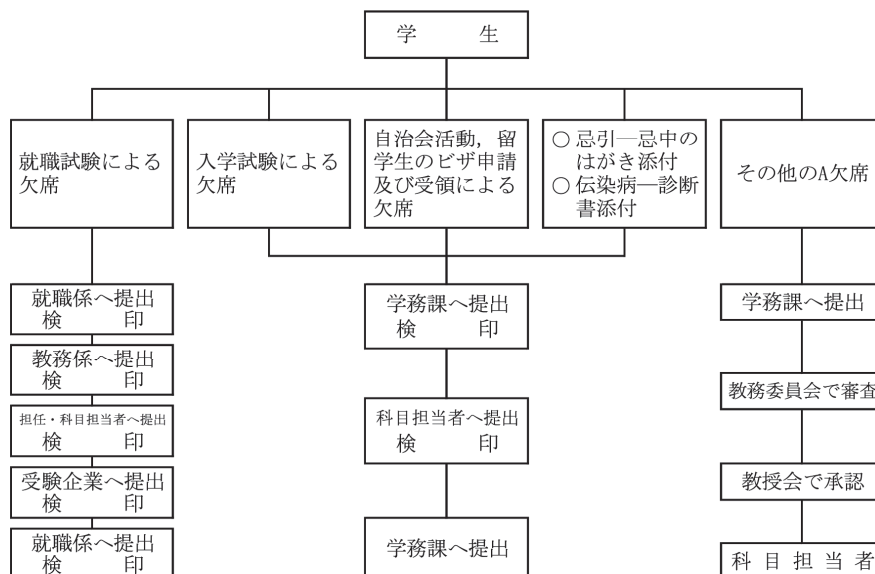 学　生
就職試験による
欠席
入学試験による
欠席
自治会活動，留
学生のビザ申請
及び受領による
欠席
○ 忌引―忌中の
はがき添付
○ 伝染病―診断
書添付
その他のA欠席
就職係へ提出
検　印
教務係へ提出
検　印
担任・科目担当者へ提出
検　印
受験企業へ提出
検　印
就職係へ提出
検　印
学務課へ提出
検　印
科目担当者へ提出
検　印
学務課へ提出
学務課へ提出
教務委員会で審査
教授会で承認
科目担当者